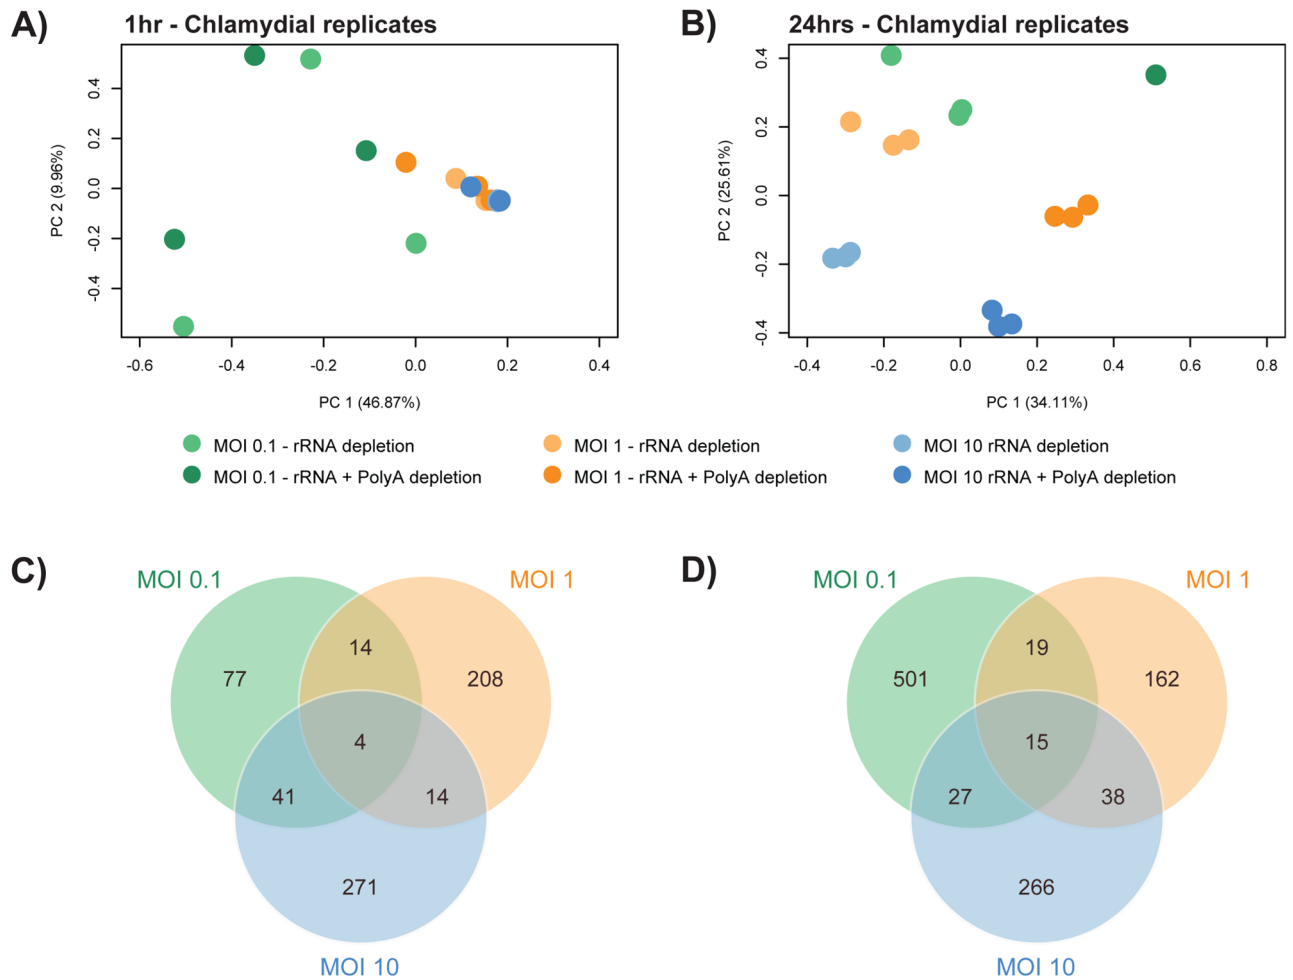 A)
1hr - Chlamydial replicates
PC 2 (9.96%)
0.4
0.2
0.0
-0.2
-0.4
-0.6
-0.4
-0.2
0.0
0.2
0.4
PC 1 (46.87%)
B)
24hrs - Chlamydial replicates
PC 2 (25.61%)
0.4
0.2
0.0
-0.2
-0.4
-0.4
-0.2
0.0
0.2
0.4
0.6
0.8
PC 1 (34.11%)
MOI 0.1 - rRNA depletion
MOI 0.1 - rRNA + PolyA depletion
MOI 1 - rRNA depletion
MOI 1 - rRNA + PolyA depletion
MOI 10 rRNA depletion
MOI 10 rRNA + PolyA depletion
C)
MOI 0.1
MOI 1
14
77
208
4
41
14
271
MOI 10
D)
MOI 0.1
MOI 1
19
501
162
15
27
38
266
MOI 10